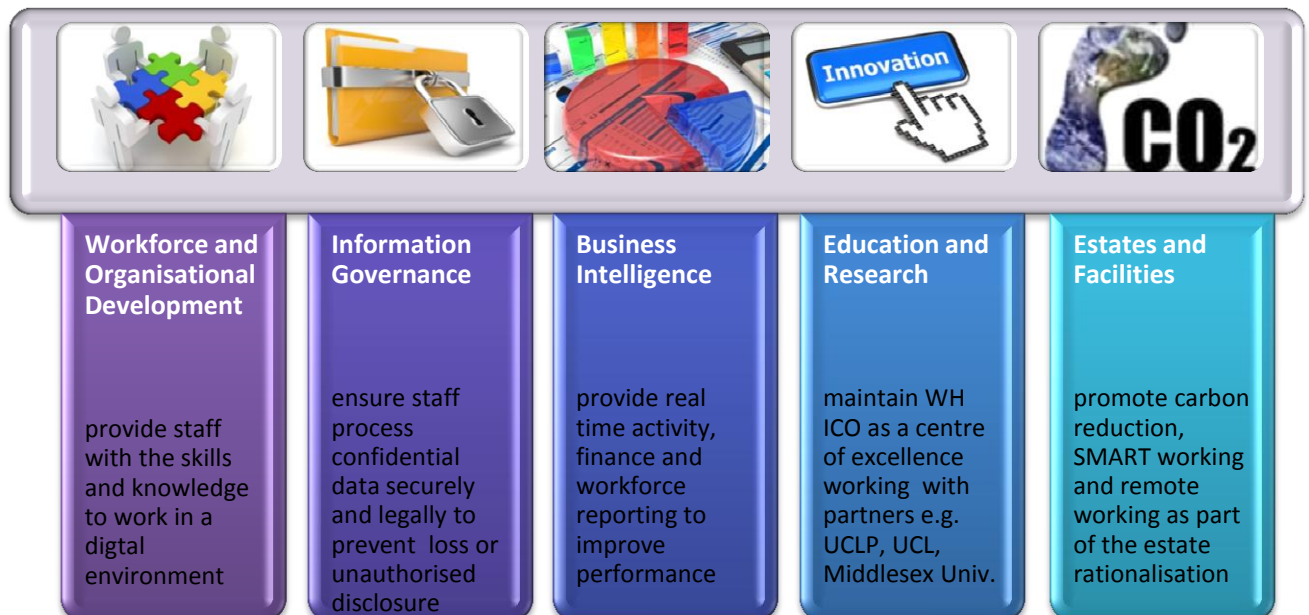 Innovation
CO2
Workforce and
Organisational
Development
provide staff
with the skills
and knowledge
to work in a
digtal
environment
Information
Governance
ensure staff
process
confidential
data securely
and legally to
prevent loss or
unauthorised
disclosure
Business
Intelligence
provide real
time activity,
finance and
workforce
reporting to
improve
performance
Education and
Research
maintain WH
ICO as a centre
of excellence
working with
partners e.g.
UCLP, UCL,
Middlesex Univ.
Estates and
Facilities
promote carbon
reduction,
SMART working
and remote
working as part
of the estate
rationalisation